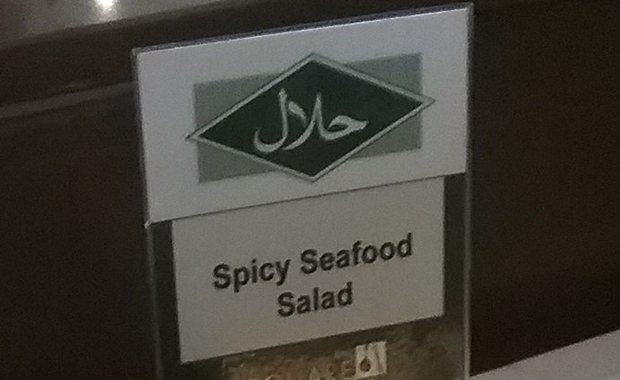 حلال
Spicy Seafood
Salad